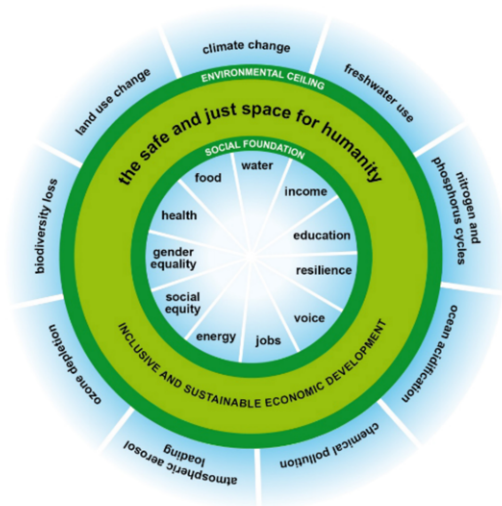 climate change
freshwater use
nitrogen and
phosphorus cycles
ocean acidification
chemical pollution
atmospheric aerosol
loading
ozone depletion
biodiversity loss
land use change
ENVIRONMENTAL CEILING
the safe and just space for humanity
SOCIAL FOUNDATION
water
income
education
resilience
voice
jobs
energy
social
equity
gender
equality
health
food
INCLUSIVE AND SUSTAINABLE ECONOMIC DEVELOPMENT